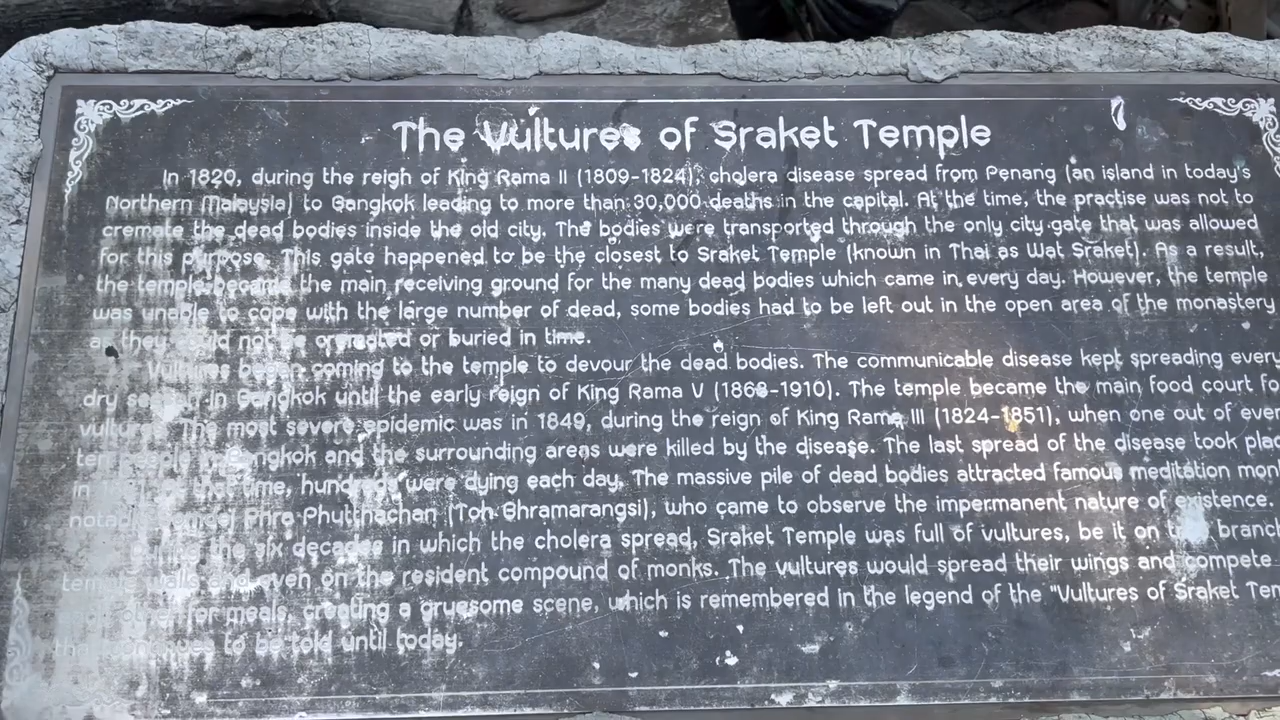 The Vultures of Sraket Temple
In 1820, during the reigh of King Rama II (1809-1824), cholera disease spread from Penang (an island in today's
Northern Malaysia) to Bangkok leading to more than 30,000 deaths in the capital. At the time, the practise was not to
cremate the dead bodies inside the old city. The bodies were transported through the only city gate that was allowed
for this purpose. This gate happened to be the closest to Sraket Temple (known in Thai as Wat Sraket). As a result,
the temple became the main receiving ground for the many dead bodies which came in every day. However, the temple
was unable to cope with the large number of dead, some bodies had to be left out in the open area of the monastery
as they could not be cremated or buried in time.
Vultures began coming to the temple to devour the dead bodies. The communicable disease kept spreading every
dry season in Bangkok until the early reign of King Rama V (1868-1910). The temple became the main food court
vultures. The most severe epidemic was in 1849, during the reign of King Rama III (1824-1851), when one out of
Bangkok and the surrounding areas were killed by the disease. The last spread of the disease took
in that time, hundreds were dying each day. The massive pile of dead bodies attracted famous meditation
Phra Phutthachan (Toh Bhramarangsi), who came to observe the impermanent nature of existence.
During the six decades in which the cholera spread, Sraket Temple was full of vultures, be it on
temple walls and even on the resident compound of monks. The vultures would spread their wings and compete
other for meals, creating a gruesome scene, which is remembered in the legend of the "Vultures of Sraket
continues to be told until today.